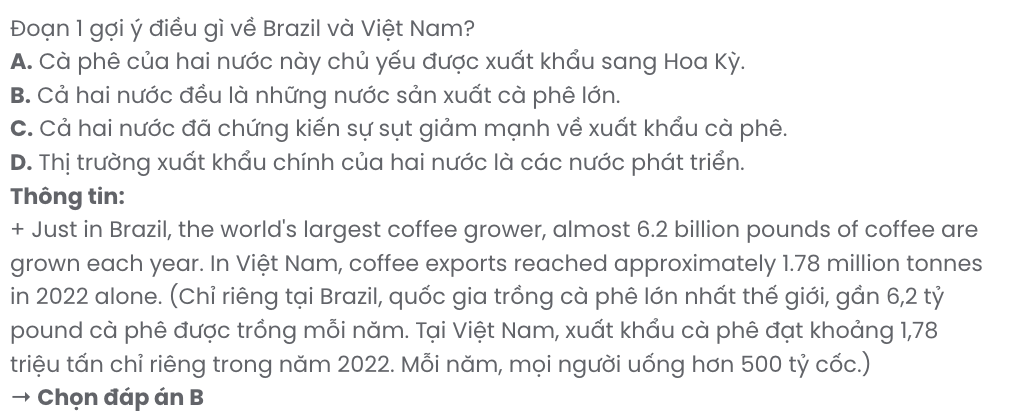 Đoạn 1 gợi ý điều gì về Brazil và Việt Nam?
A. Cà phê của hai nước này chủ yếu được xuất khẩu sang Hoa Kỳ.
B. Cả hai nước đều là những nước sản xuất cà phê lớn.
C. Cả hai nước đã chứng kiến sự sụt giảm mạnh về xuất khẩu cà phê.
D. Thị trường xuất khẩu chính của hai nước là các nước phát triển.
Thông tin:
+ Just in Brazil, the world's largest coffee grower, almost 6.2 billion pounds of coffee are
grown each year. In Việt Nam, coffee exports reached approximately 1.78 million tonnes
in 2022 alone. (Chỉ riêng tại Brazil, quốc gia trồng cà phê lớn nhất thế giới, gần 6,2 tỷ
pound cà phê được trồng mỗi năm. Tại Việt Nam, xuất khẩu cà phê đạt khoảng 1,78
triệu tấn chỉ riêng trong năm 2022. Mỗi năm, mọi người uống hơn 500 tỷ cốc.)
→ Chọn đáp án B